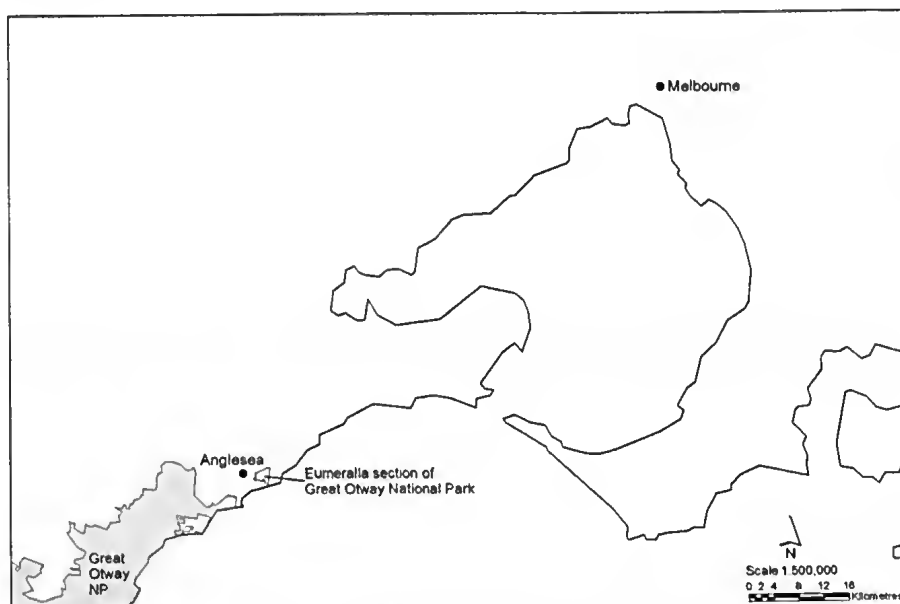 Melbourne
Anglesea
Eumeralla section of
Great Otway National Park
Great
Otway
NP
N
Scale 1:500,000
0 2 4 8 12 16
Kilometres